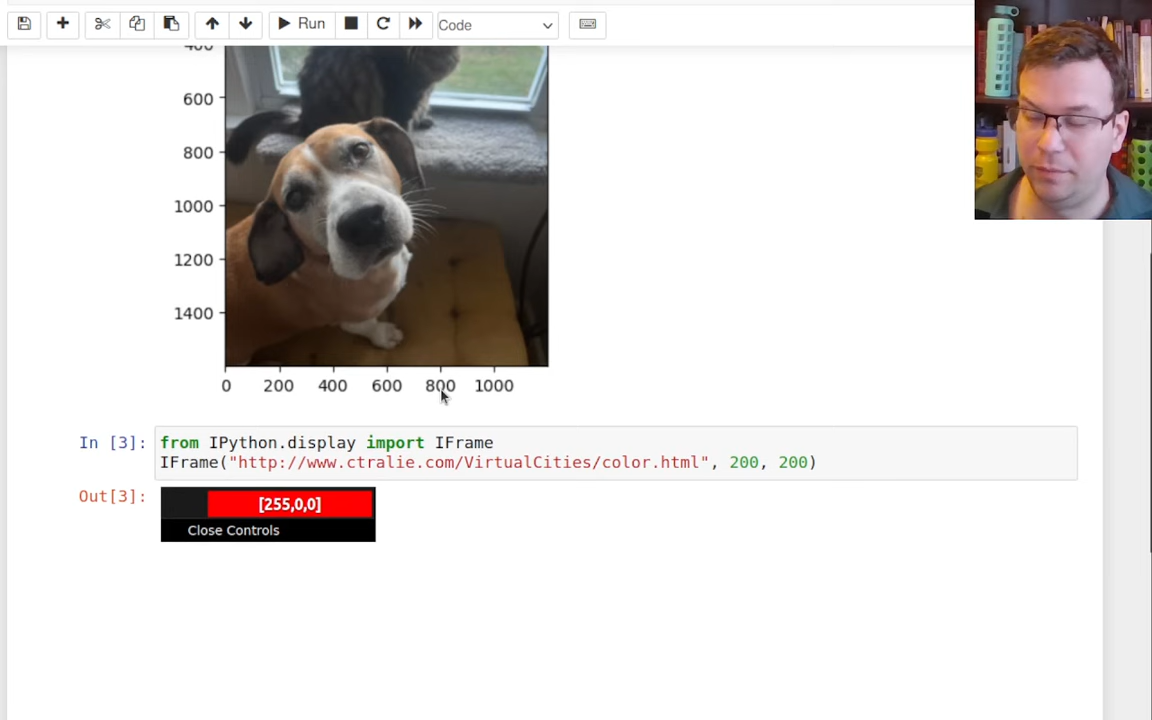 Run
Code
400
600
800
1000
1200
1400
0 200 400 600 800 1000
In [3]: from IPython.display import IFrame
IFrame("http://www.ctralie.com/VirtualCities/color.html", 200, 200)
Out[3]:
[255,0,0]
Close Controls